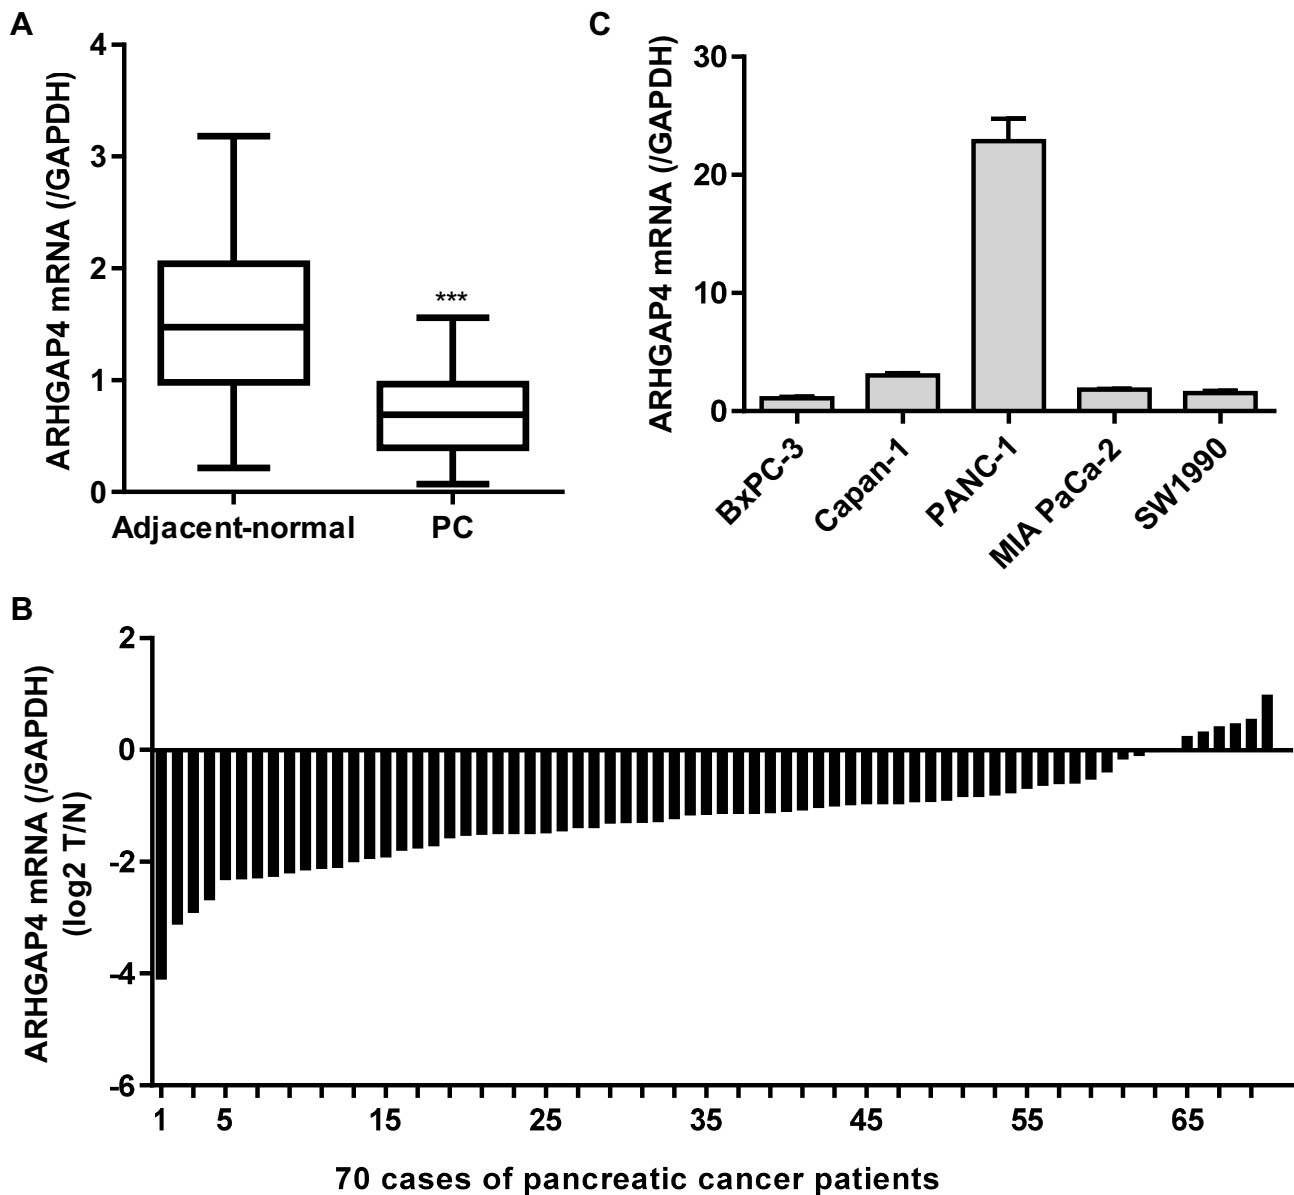 A
ARHGAP4 mRNA (/GAPDH)
4
3
2
1
0
***
Adjacent-normal
PC
C
ARHGAP4 mRNA (/GAPDH)
30
20
10
0
BxPC-3
Capan-1
PANC-1
MIA PaCa-2
SW1990
B
ARHGAP4 mRNA (/GAPDH)
(log2 T/N)
2
0
-2
-4
-6
1
5
15
25
35
45
55
65
70 cases of pancreatic cancer patients